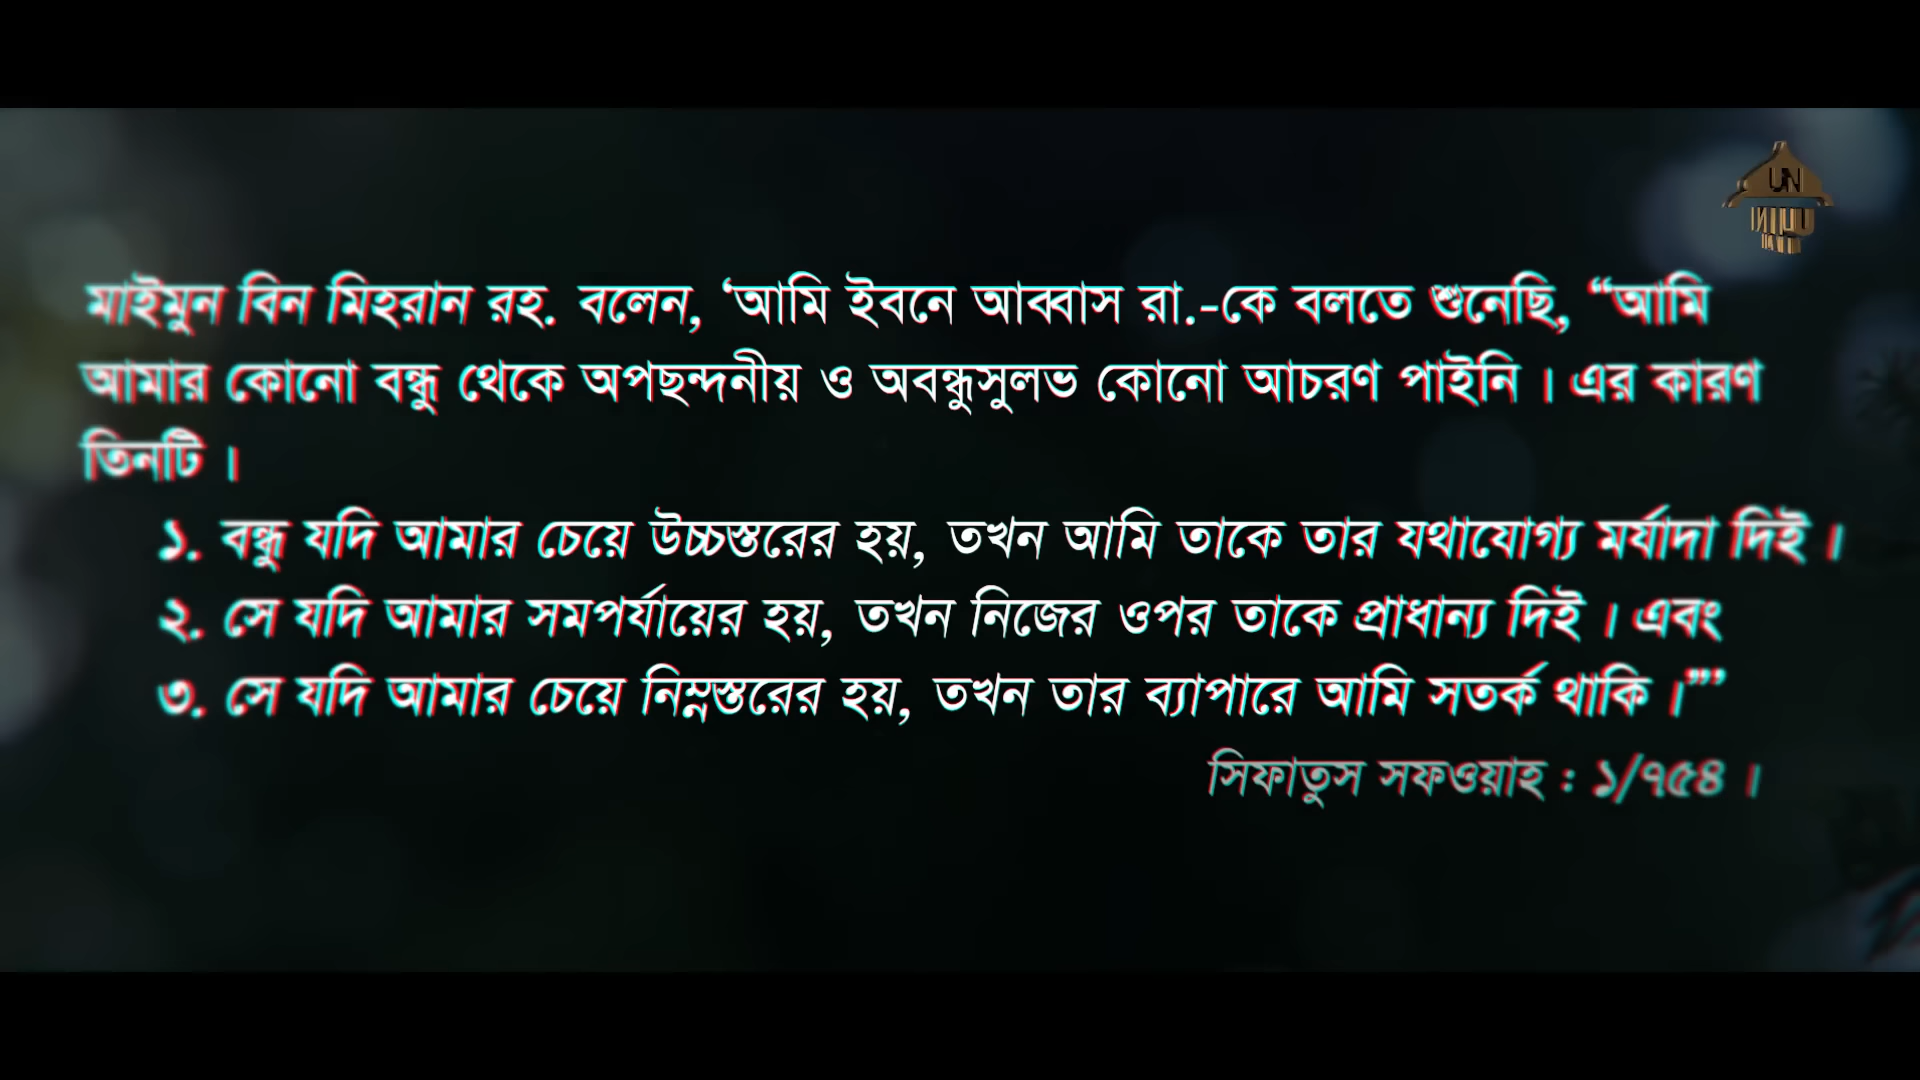 মাইমুন বিন মিহরান রহ. বলেন, ‘আমি ইবনে আব্বাস রা.-কে বলতে শুনেছি, “আমি
আমার কোনো বন্ধু থেকে অপছন্দনীয় ও অবন্ধুসুলভ কোনো আচরণ পাইনি। এর কারণ
তিনটি।
১. বন্ধু যদি আমার চেয়ে উচ্চস্তরের হয়, তখন আমি তাকে তার যথাযোগ্য মর্যাদা দিই।
২. সে যদি আমার সমপর্যায়ের হয়, তখন নিজের ওপর তাকে প্রাধান্য দিই। এবং
৩. সে যদি আমার চেয়ে নিম্নস্তরের হয়, তখন তার ব্যাপারে আমি সতর্ক থাকি।”’
সিফাতুস সফওয়াহ : ১/৭৫৪।